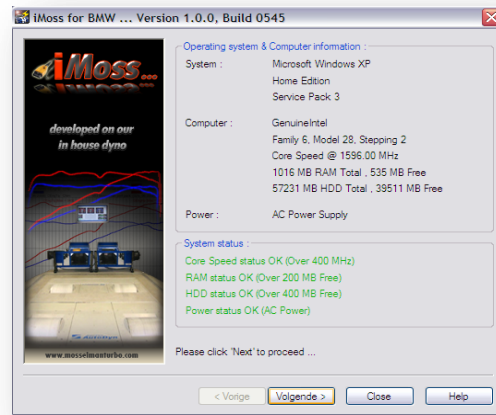 iMoss for BMW ... Version 1.0.0, Build 0545
iMoss...
developed on our
in house dyno
www.mosselmanturbo.com
Operating system & Computer information :
System : Microsoft Windows XP
Home Edition
Service Pack 3
Computer : GenuineIntel
Family 6, Model 28, Stepping 2
Core Speed @ 1596.00 MHz
1016 MB RAM Total , 535 MB Free
57231 MB HDD Total , 39511 MB Free
Power : AC Power Supply
System status :
Core Speed status OK (Over 400 MHz)
RAM status OK (Over 200 MB Free)
HDD status OK (Over 400 MB Free)
Power status OK (AC Power)
Please click 'Next' to proceed ...
< Vorige Volgende > Close Help